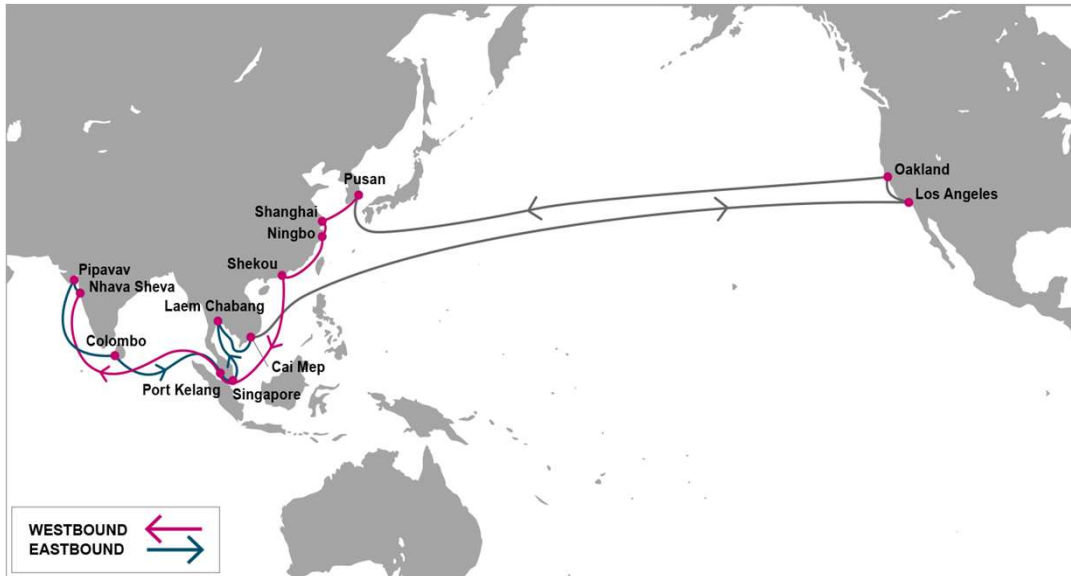 Oakland
Pusan
Los Angeles
Shanghai
Ningbo
Shekou
Pipavav
Nhava Sheva
Laem Chabang
Colombo
Cai Mep
Port Kelang
Singapore
WESTBOUND
EASTBOUND